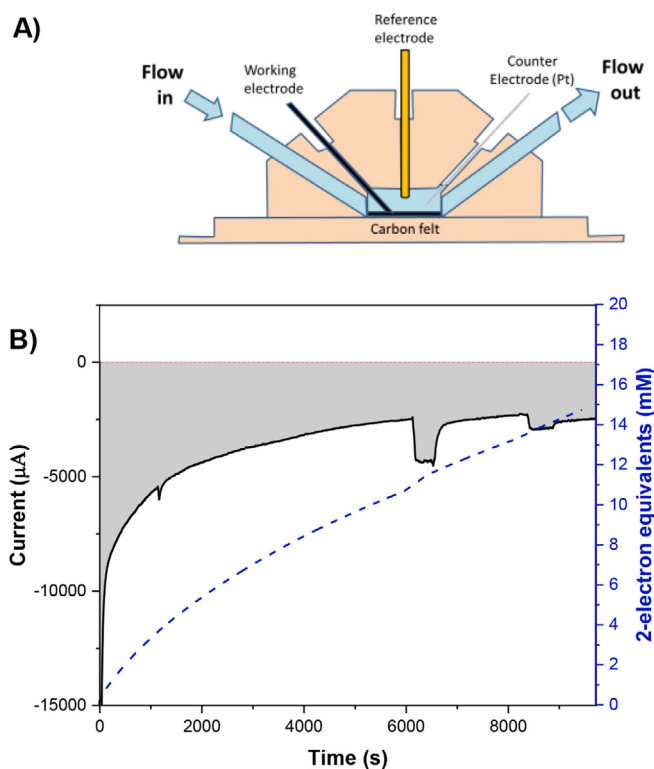 A)
Reference
electrode
Working
electrode
Counter
Electrode (Pt)
Flow
in
Flow
out
Carbon felt
B)
Current (µA)
0
-5000
-10000
-15000
20
18
16
14
12
10
8
6
4
2
0
2-electron equivalents (mM)
0
2000
4000
6000
8000
Time (s)